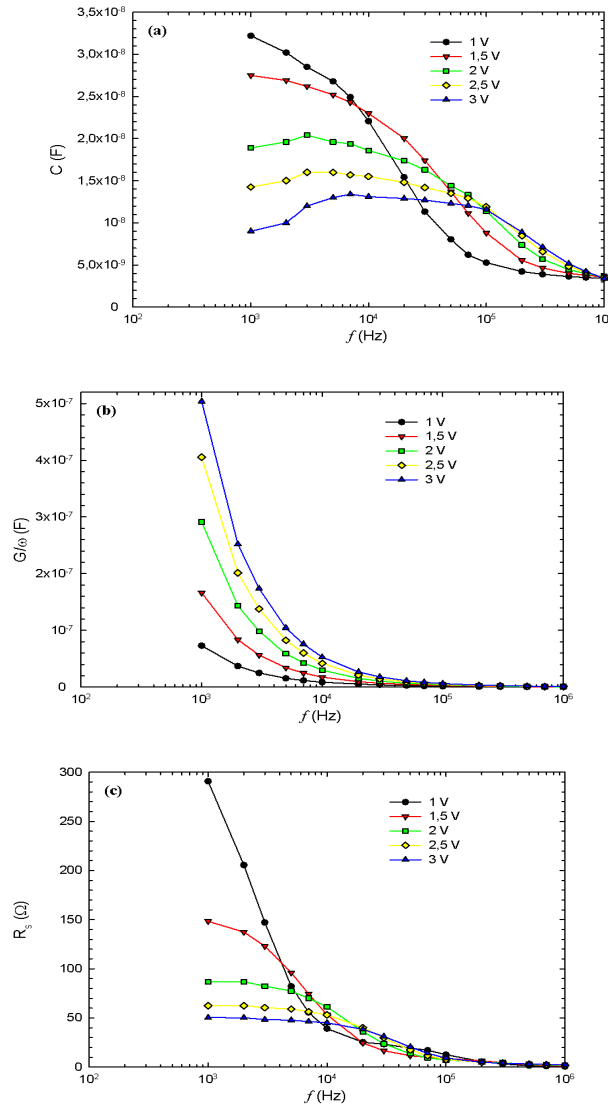 (a)
3,5x10⁻⁸
3,0x10⁻⁸
2,5x10⁻⁸
2,0x10⁻⁸
1,5x10⁻⁸
1,0x10⁻⁸
5,0x10⁻⁹
0
C (F)
1 V
1,5 V
2 V
2,5 V
3 V
10² 10³ 10⁴ 10⁵ 10⁶
f (Hz)
(b)
5x10⁻⁷
4x10⁻⁷
3x10⁻⁷
2x10⁻⁷
10⁻⁷
0
G/ω (F)
1 V
1,5 V
2 V
2,5 V
3 V
10² 10³ 10⁴ 10⁵ 10⁶
f (Hz)
(c)
300
250
200
150
100
50
0
Rₛ (Ω)
1 V
1,5 V
2 V
2,5 V
3 V
10² 10³ 10⁴ 10⁵ 10⁶
f (Hz)